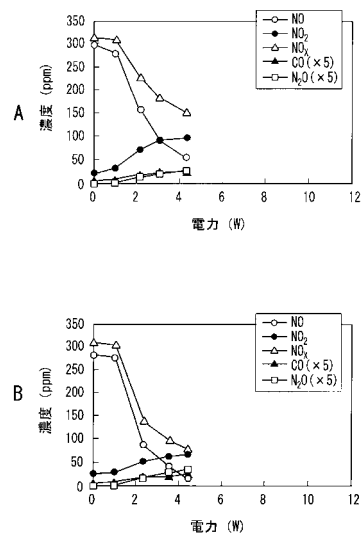 A
濃度 (ppm)
350
300
250
200
150
100
50
0
0
2
4
6
8
10
12
電力 (W)
NO
NO2
NOX
CO(×5)
N2O(×5)
B
濃度 (ppm)
350
300
250
200
150
100
50
0
0
2
4
6
8
10
12
電力 (W)
NO
NO2
NOX
CO(×5)
N2O(×5)